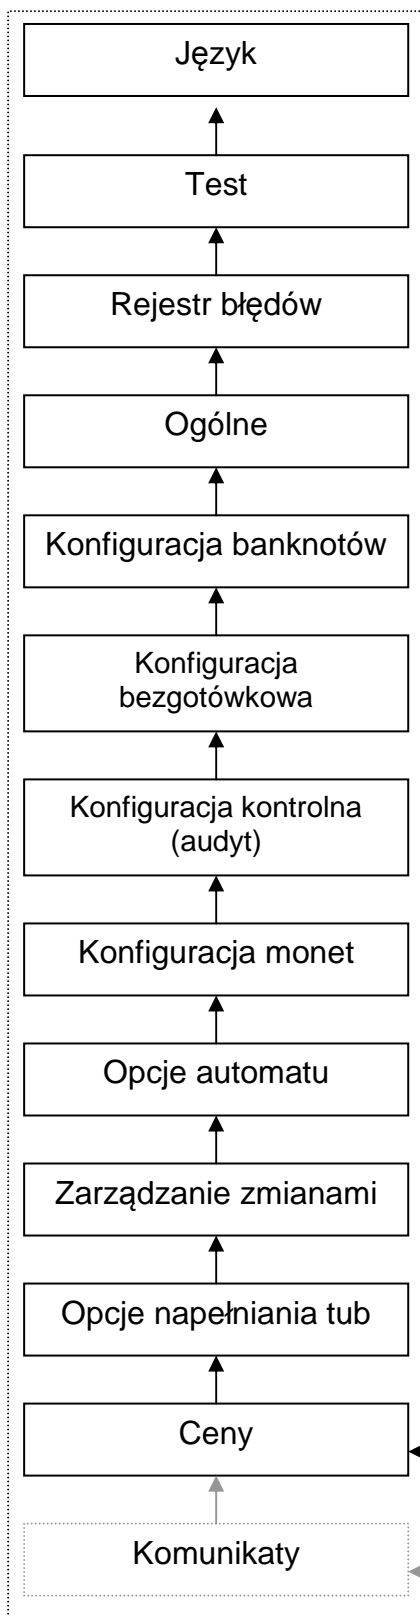 Język
Test
Rejestr błędów
Ogólne
Konfiguracja banknotów
Konfiguracja
bezgotówkowa
Konfiguracja kontrolna
(audyt)
Konfiguracja monet
Opcje automatu
Zarządzanie zmianami
Opcje napełniania tub
Ceny
Komunikaty